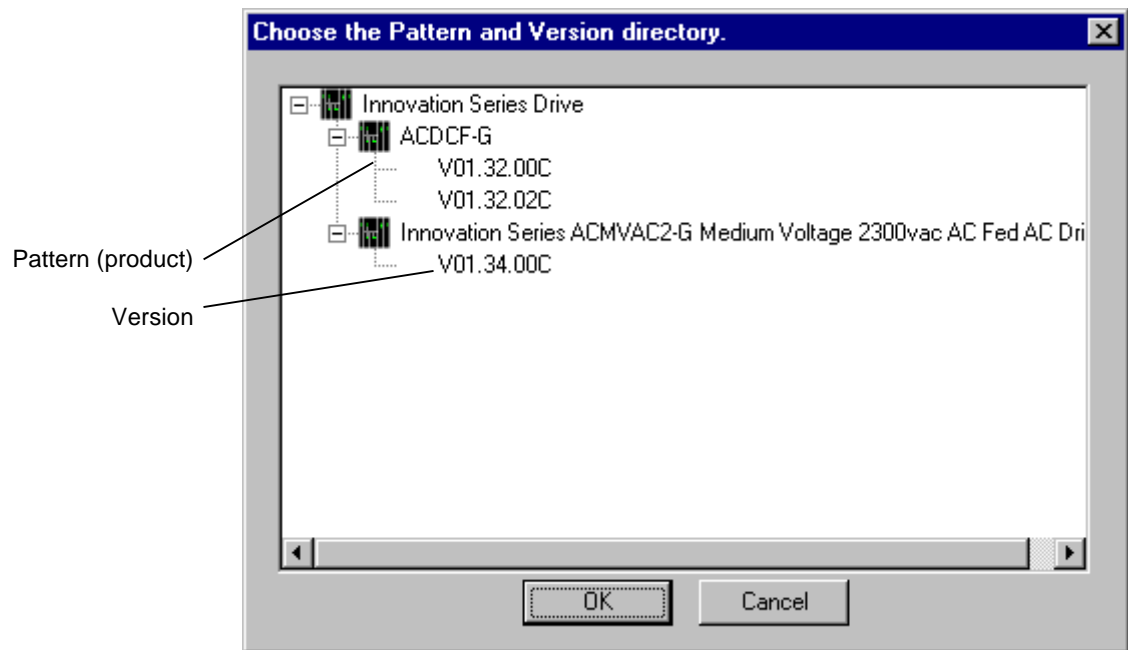 Choose the Pattern and Version directory.
Innovation Series Drive
ACDCF-G
V01.32.00C
V01.32.02C
Innovation Series ACMVAC2-G Medium Voltage 2300vac AC Fed AC Dri
V01.34.00C
Pattern (product)
Version
OK
Cancel